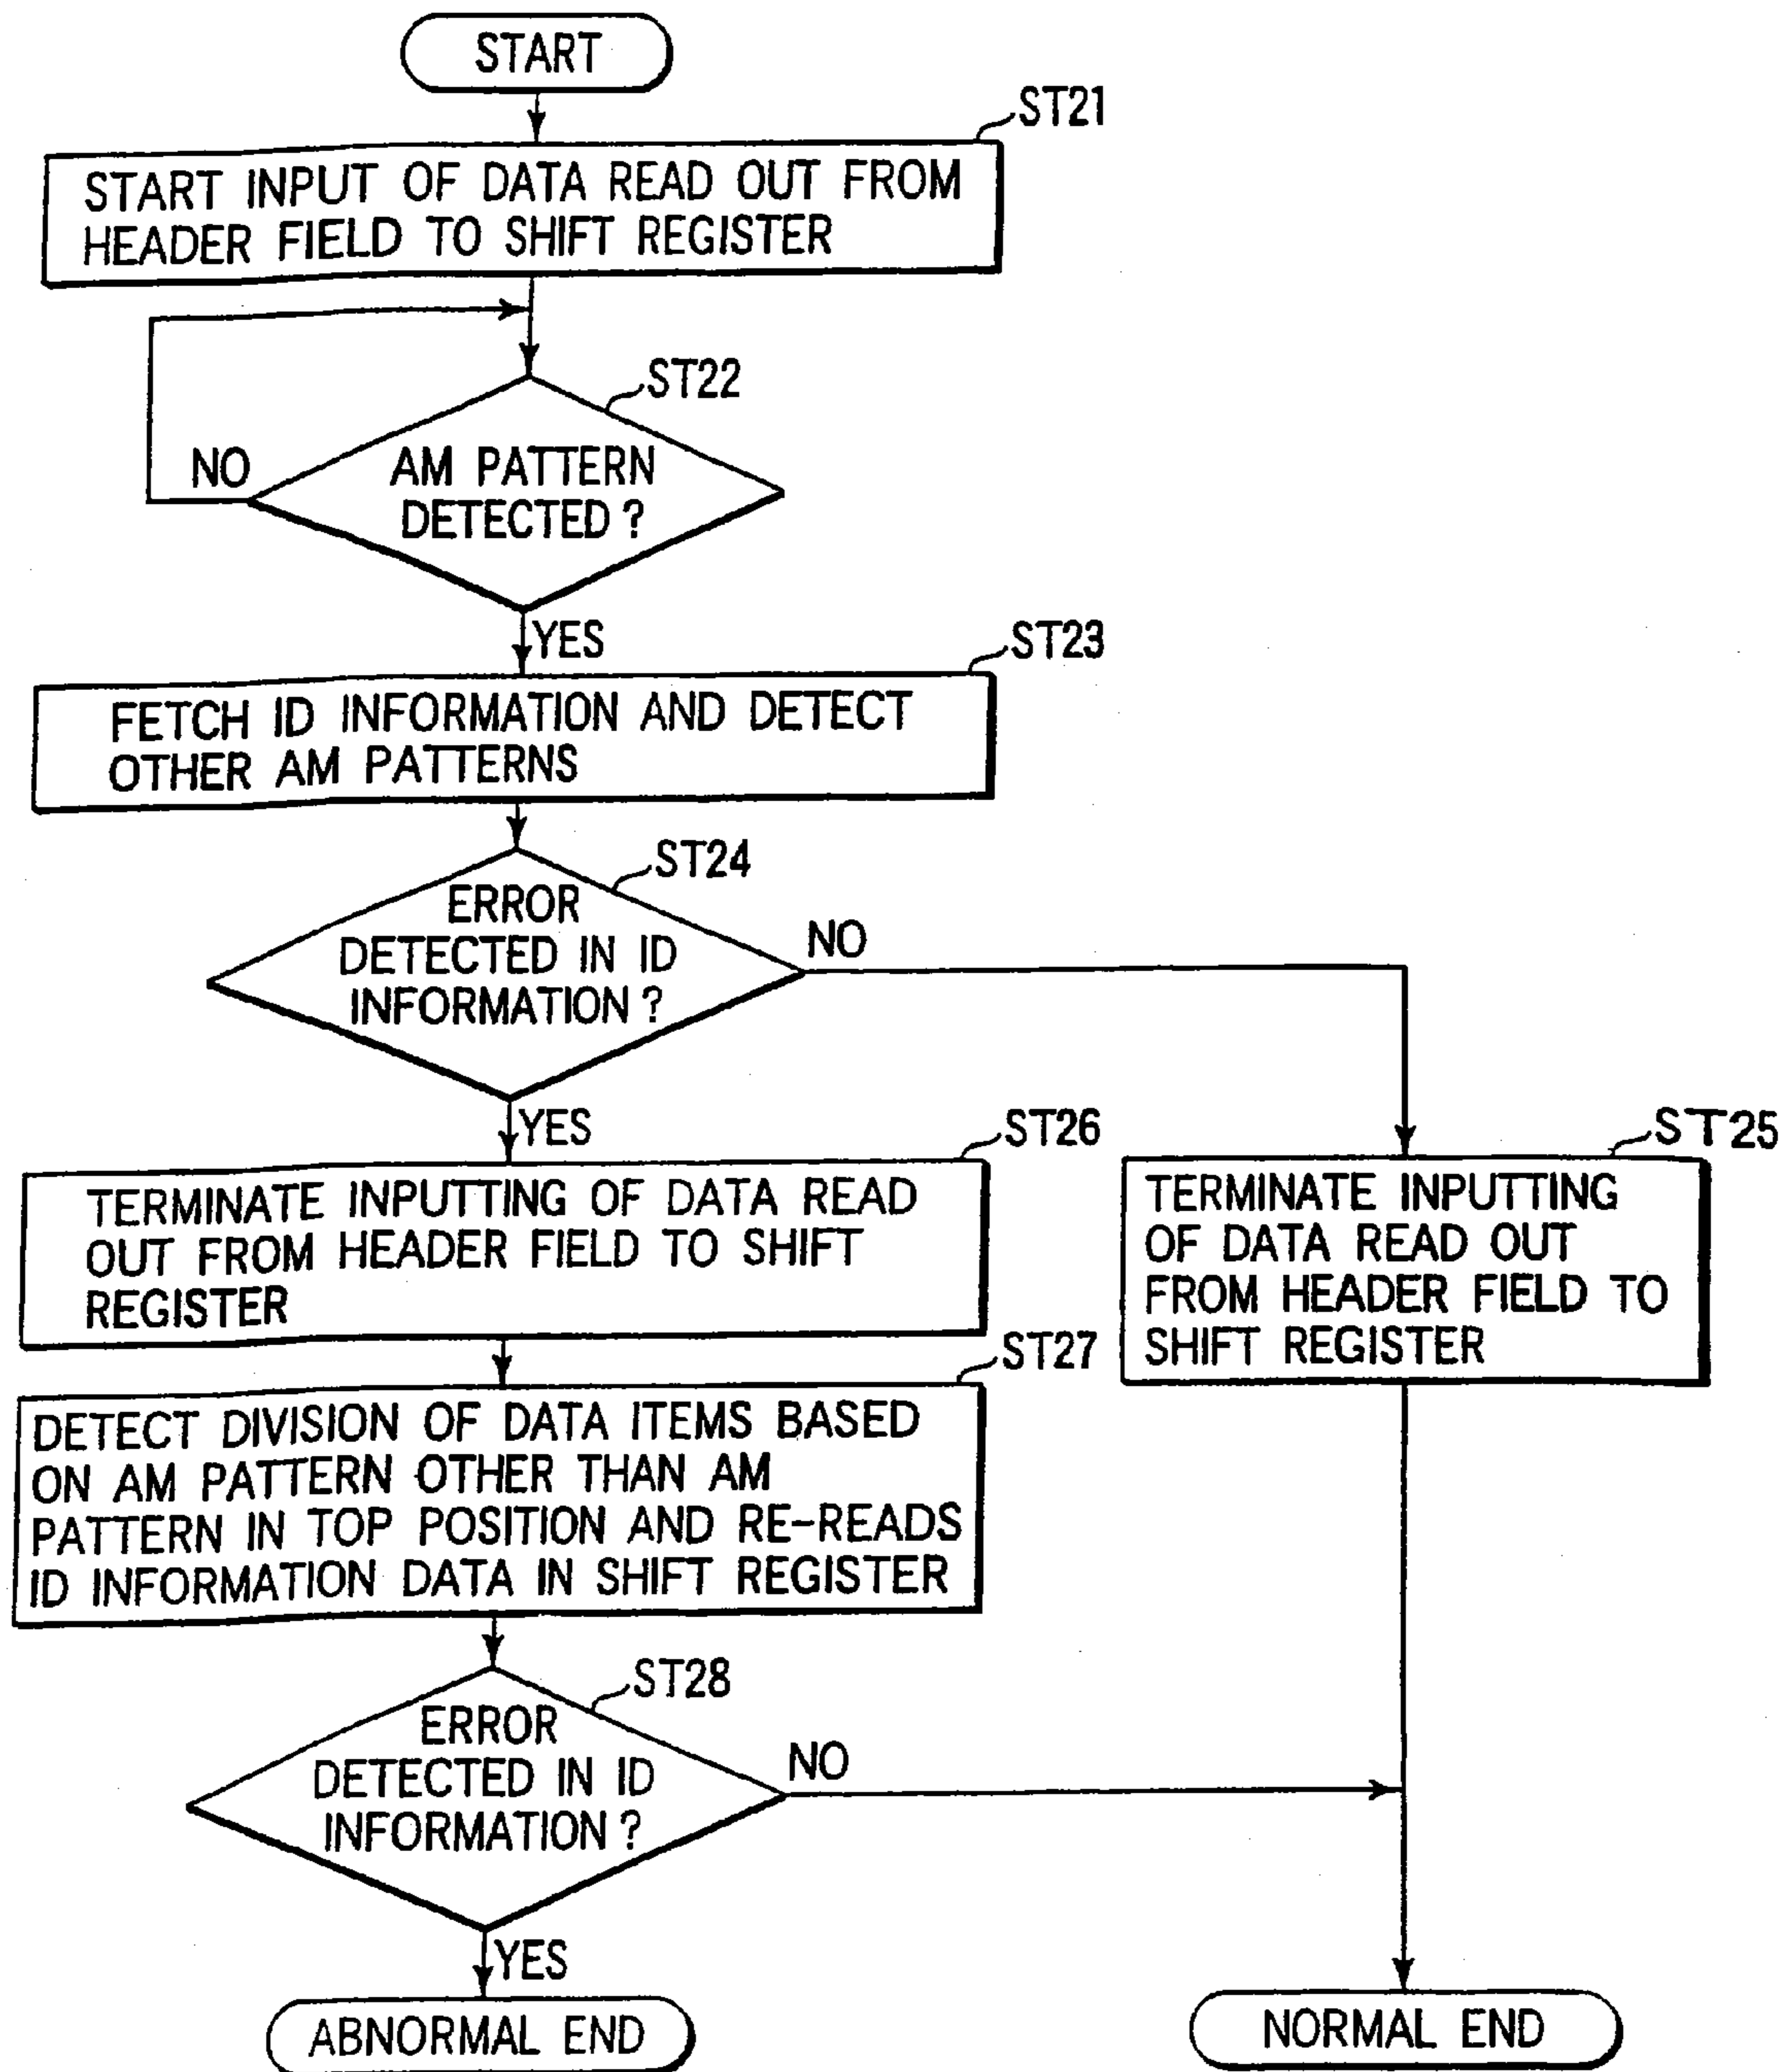 START
ST21
START INPUT OF DATA READ OUT FROM
HEADER FIELD TO SHIFT REGISTER
ST22
NO
AM PATTERN
DETECTED?
YES
ST23
FETCH ID INFORMATION AND DETECT
OTHER AM PATTERNS
ST24
ERROR
DETECTED IN ID
INFORMATION?
NO
YES
ST26
TERMINATE INPUTTING OF DATA READ
OUT FROM HEADER FIELD TO SHIFT
REGISTER
ST25
TERMINATE INPUTTING
OF DATA READ OUT
FROM HEADER FIELD TO
SHIFT REGISTER
ST27
DETECT DIVISION OF DATA ITEMS BASED
ON AM PATTERN OTHER THAN AM
PATTERN IN TOP POSITION AND RE-READS
ID INFORMATION DATA IN SHIFT REGISTER
ST28
ERROR
DETECTED IN ID
INFORMATION?
NO
YES
ABNORMAL END
NORMAL END